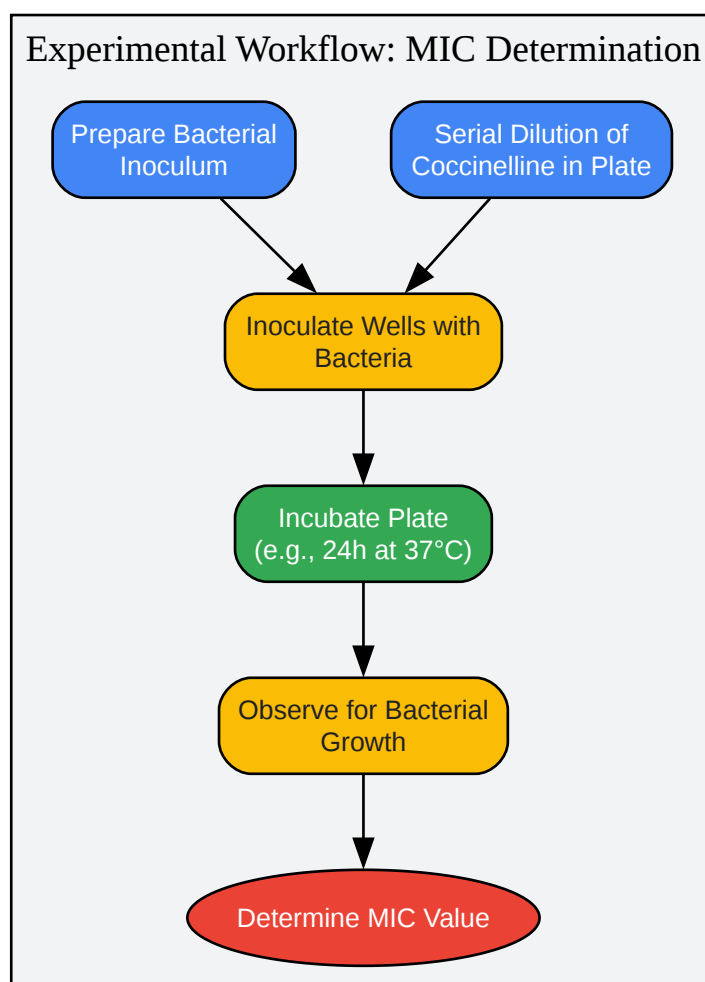 Experimental Workflow: MIC Determination
Prepare Bacterial
Inoculum
Serial Dilution of
Coccinelline in Plate
Inoculate Wells with
Bacteria
Incubate Plate
(e.g., 24h at 37°C)
Observe for Bacterial
Growth
Determine MIC Value